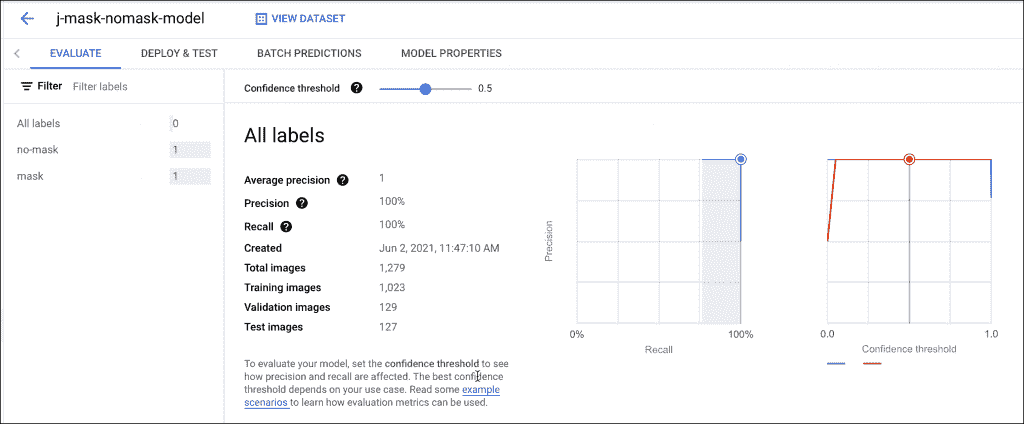 j-mask-nomask-model
VIEW DATASET
EVALUATE DEPLOY & TEST BATCH PREDICTIONS MODEL PROPERTIES
Filter Filter labels
Confidence threshold ? 0.5
All labels 0
no-mask 1
mask 1
All labels
Average precision ? 1
Precision ? 100%
Recall ? 100%
Created Jun 2, 2021, 11:47:10 AM
Total images 1,279
Training images 1,023
Validation images 129
Test images 127
To evaluate your model, set the confidence threshold to see
how precision and recall are affected. The best confidence
threshold depends on your use case. Read some example
scenarios to learn how evaluation metrics can be used.
Precision
0% 100%
Recall
0.0 1.0
Confidence threshold